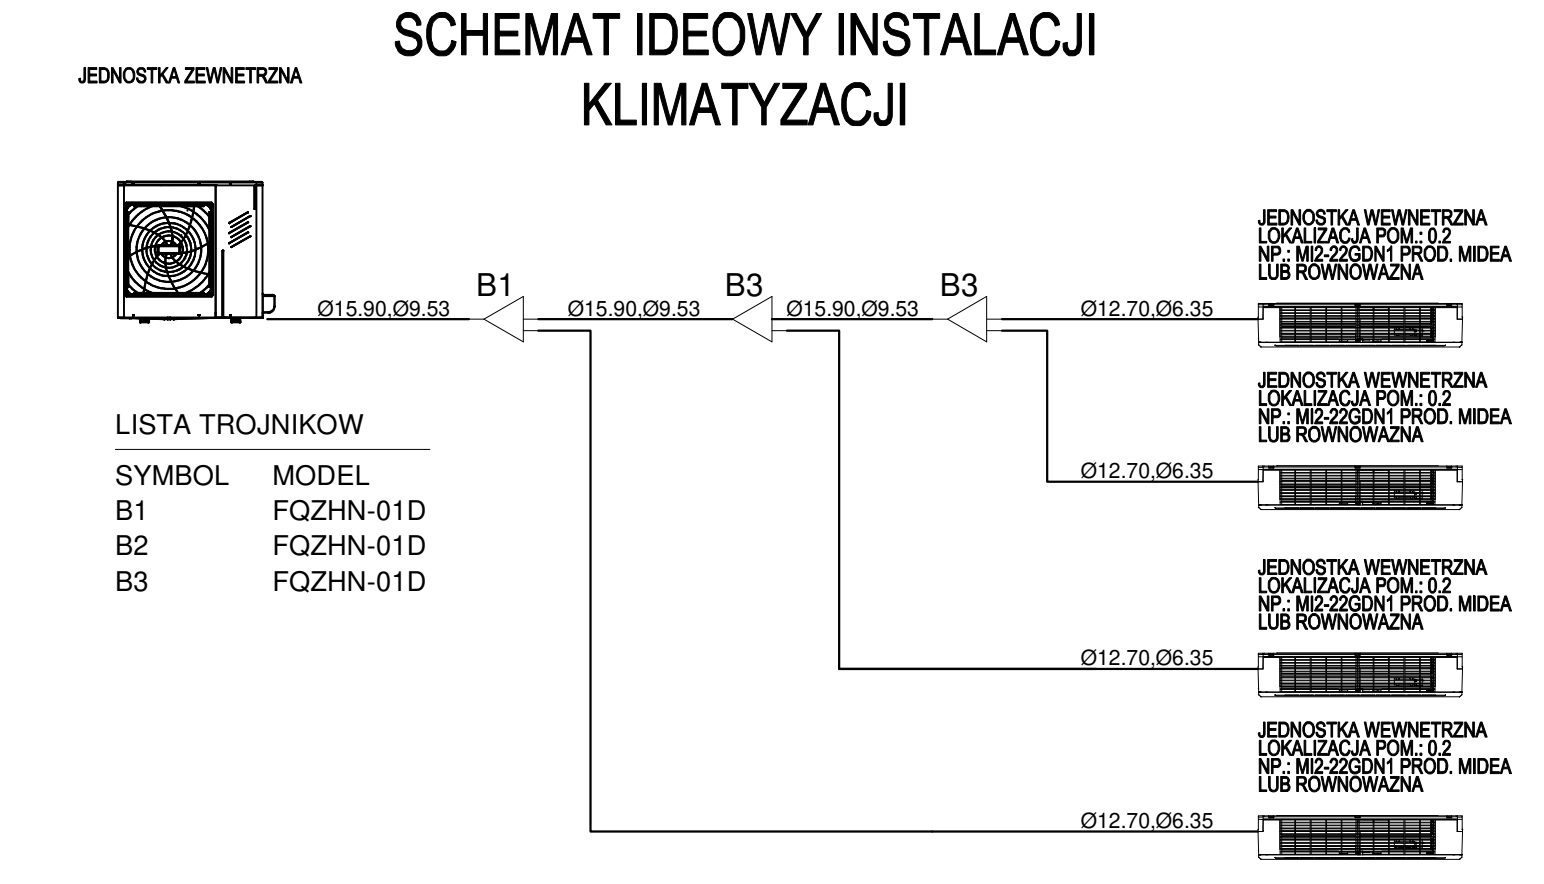 SCHEMAT IDEOWY INSTALACJI
KLIMATYZACJI
JEDNOSTKA ZEWNETRZNA
B1
B3
B3
Ø15.90,Ø9.53
Ø15.90,Ø9.53
Ø15.90,Ø9.53
Ø12.70,Ø6.35
JEDNOSTKA WEWNETRZNA
LOKALIZACJA POM.: 0.2
NP.: MI2-22GDN1 PROD. MIDEA
LUB ROWNOWAZNA
JEDNOSTKA WEWNETRZNA
LOKALIZACJA POM.: 0.2
NP.: MI2-22GDN1 PROD. MIDEA
LUB ROWNOWAZNA
Ø12.70,Ø6.35
LISTA TROJNIKOW
SYMBOL MODEL
B1 FQZHN-01D
B2 FQZHN-01D
B3 FQZHN-01D
JEDNOSTKA WEWNETRZNA
LOKALIZACJA POM.: 0.2
NP.: MI2-22GDN1 PROD. MIDEA
LUB ROWNOWAZNA
Ø12.70,Ø6.35
JEDNOSTKA WEWNETRZNA
LOKALIZACJA POM.: 0.2
NP.: MI2-22GDN1 PROD. MIDEA
LUB ROWNOWAZNA
Ø12.70,Ø6.35